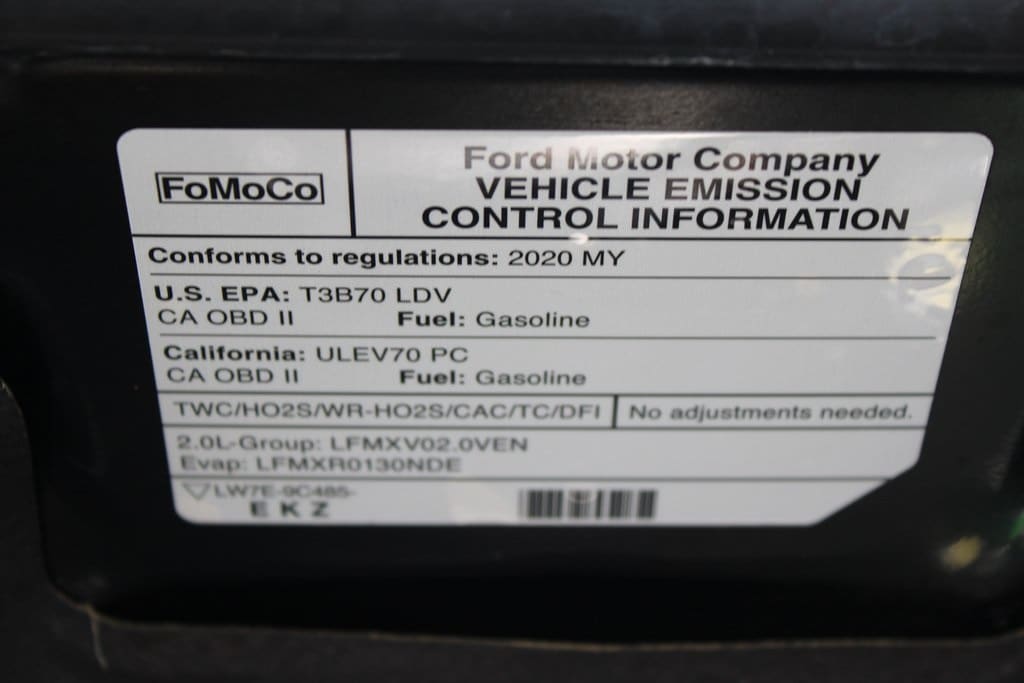 FoMoCo
Ford Motor Company
VEHICLE EMISSION
CONTROL INFORMATION
Conforms to regulations: 2020 MY
U.S. EPA: T3B70 LDV
CA OBD II Fuel: Gasoline
California: ULEV70 PC
CA OBD II Fuel: Gasoline
TWC/HO2S/WR-HO2S/CAC/TC/DFI No adjustments needed.
2.0L-Group: LFMXV02.0VEN
Evap: LFMXR0130NDE
LW7E-9C485-
E K Z